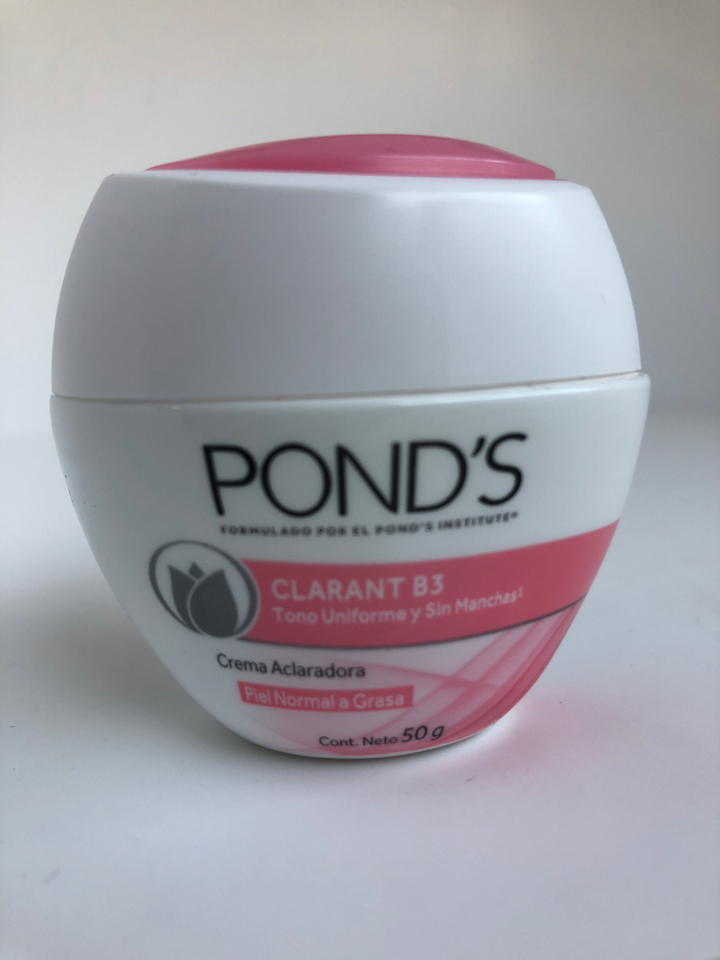 POND'S
FORMULADO POR EL POND'S INSTITUTE®
CLARANT B3
Tono Uniforme y Sin Manchas‡
Crema Aclaradora
Piel Normal a Grasa
Cont. Neto 50 g